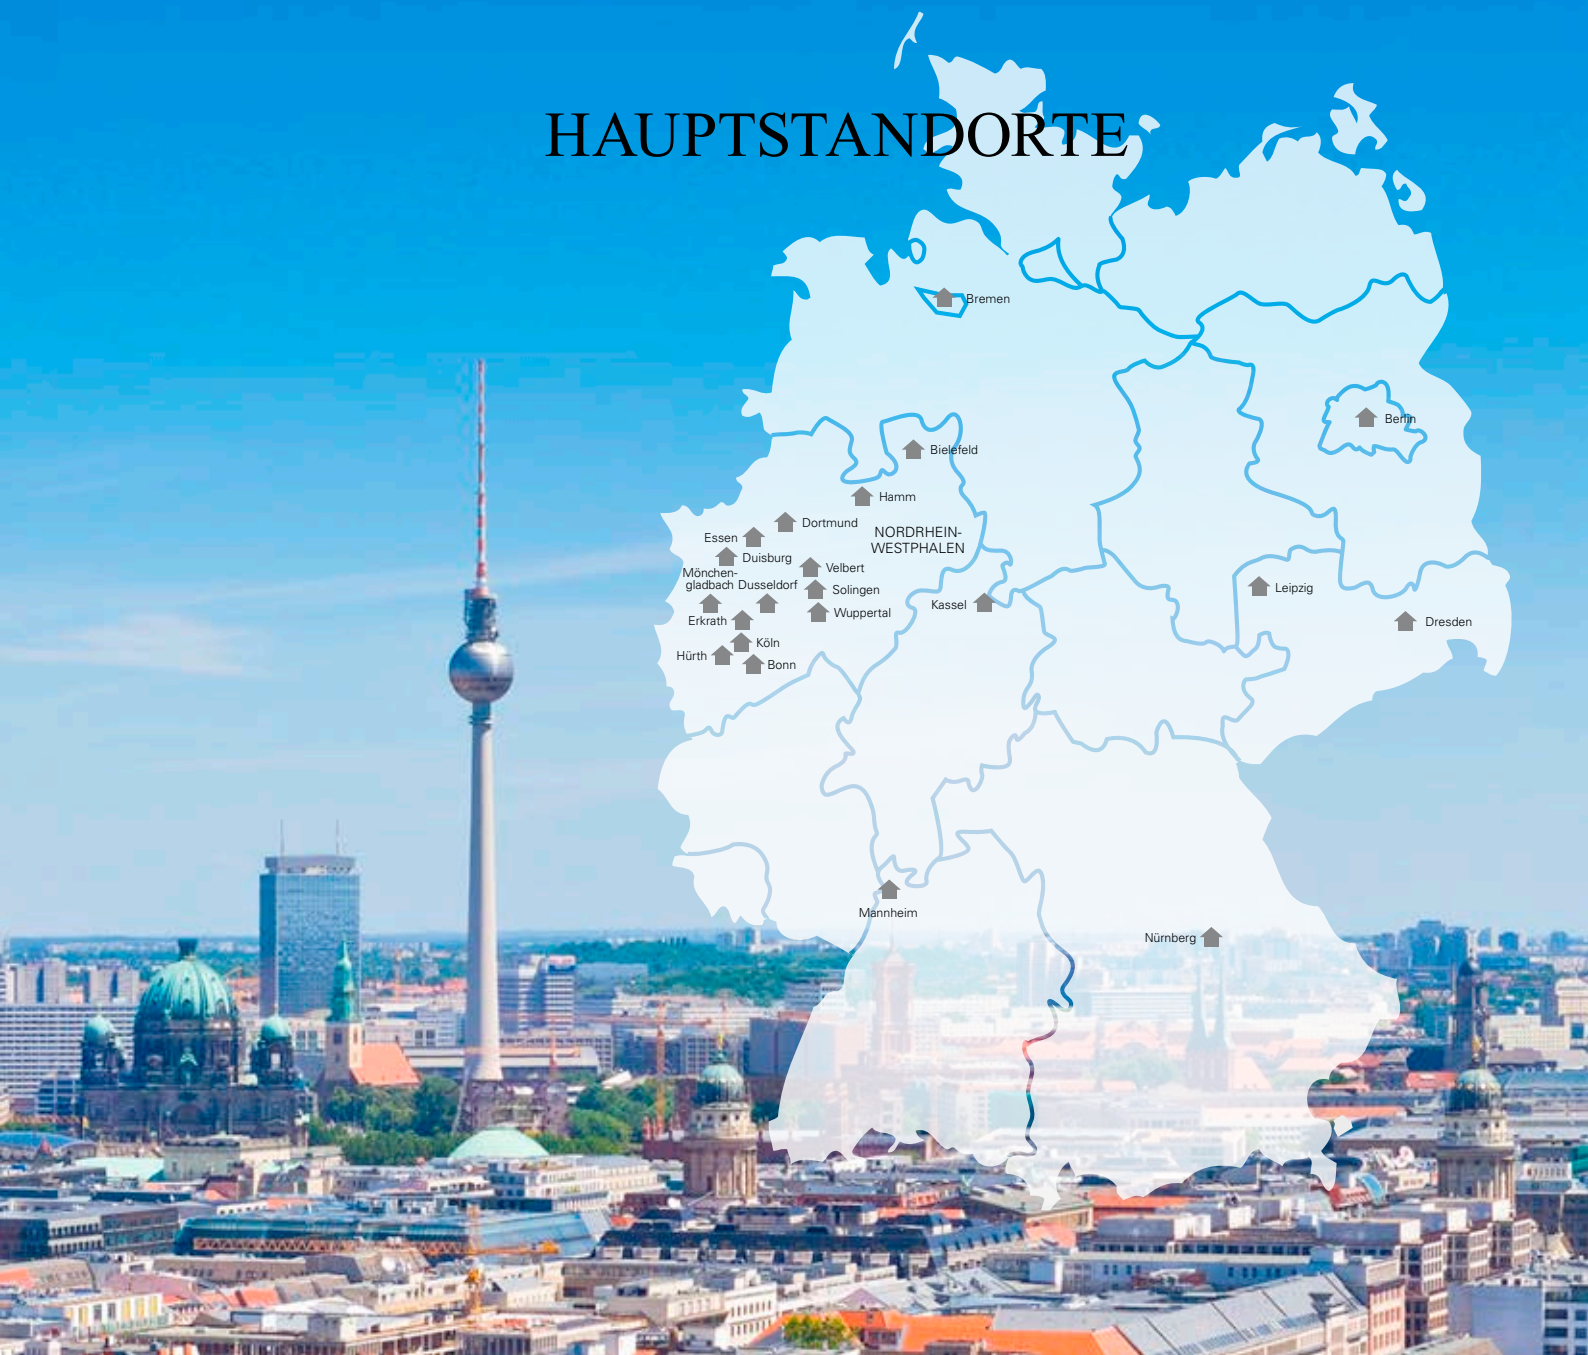 HAUPTSTANDORTE
Bremen
Berlin
Bielefeld
Hamm
Dortmund
NORDRHEIN-
WESTPHALEN
Essen
Duisburg
Velbert
Mönchen-
gladbach
Dusseldorf
Solingen
Kassel
Leipzig
Wuppertal
Erkrath
Dresden
Köln
Hürth
Bonn
Mannheim
Nürnberg